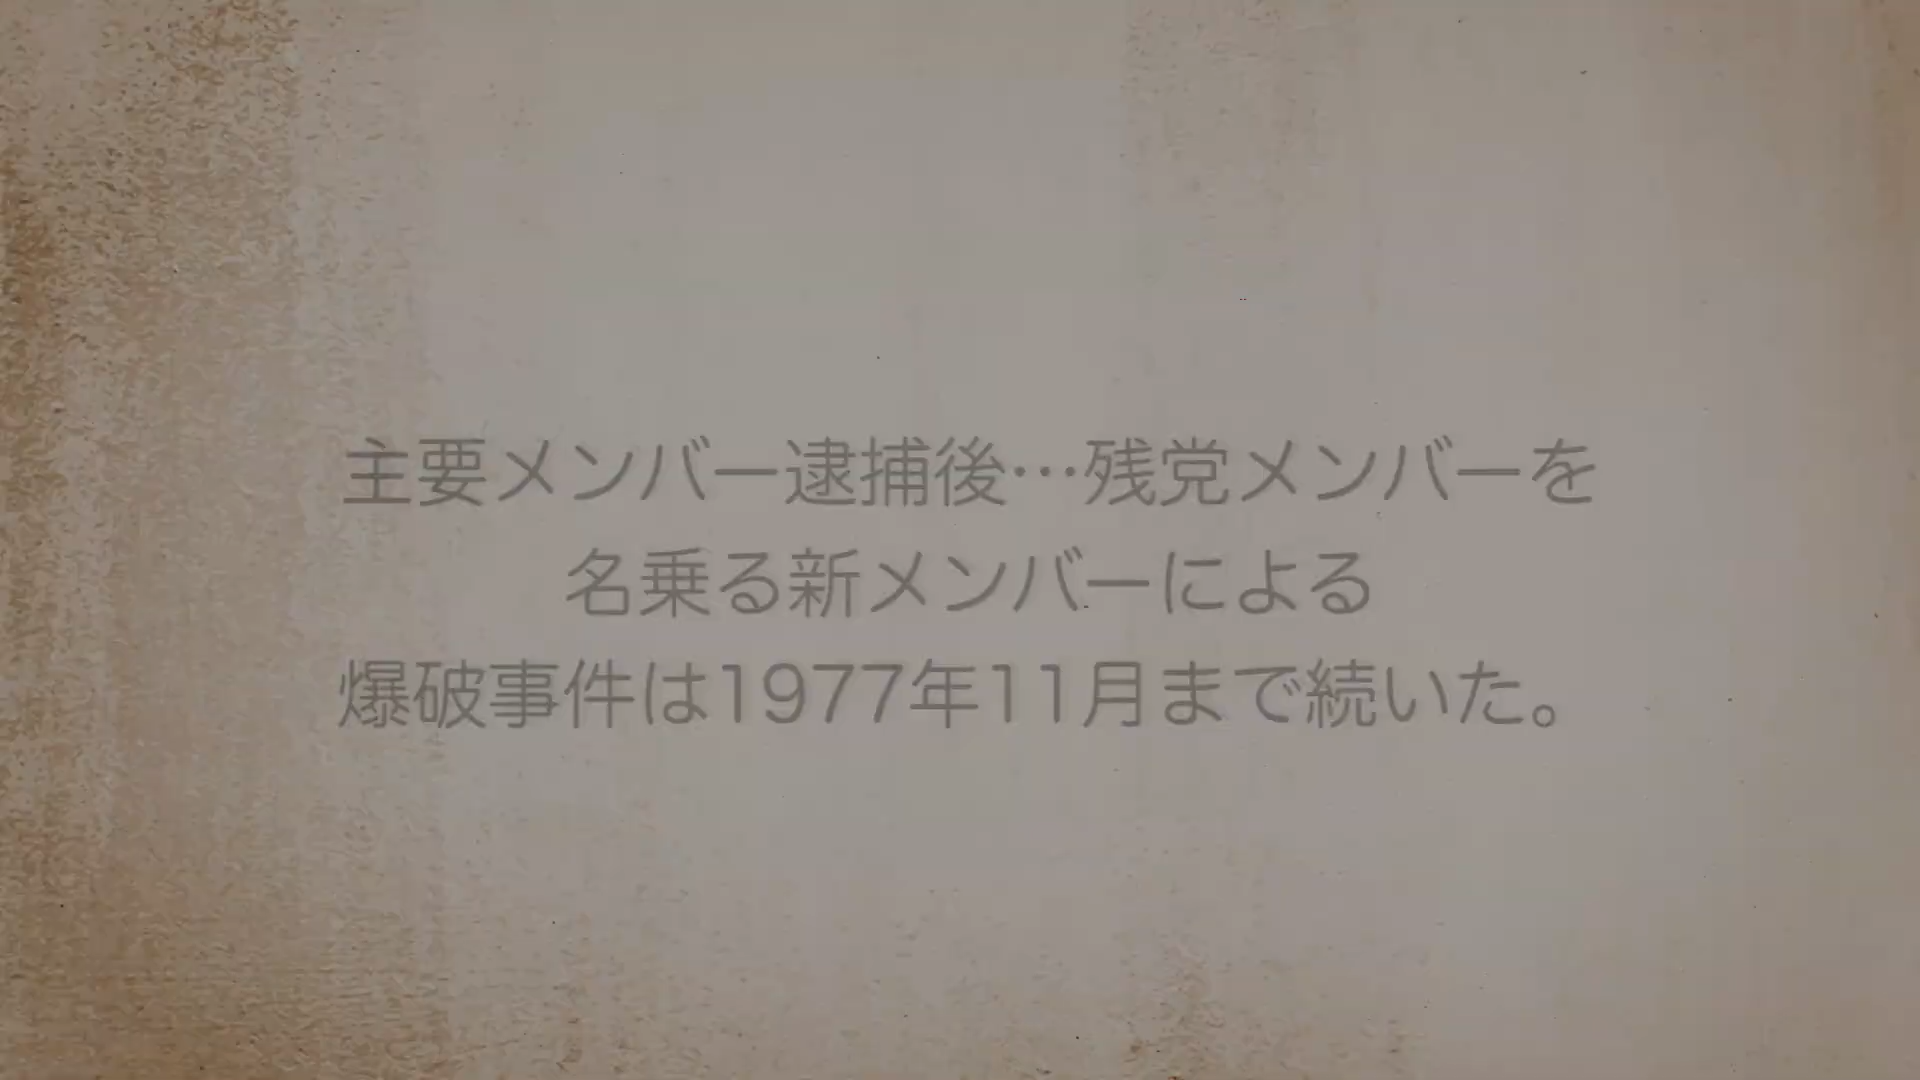 主要メンバー逮捕後…残党メンバーを
名乗る新メンバーによる
爆破事件は1977年11月まで続いた。